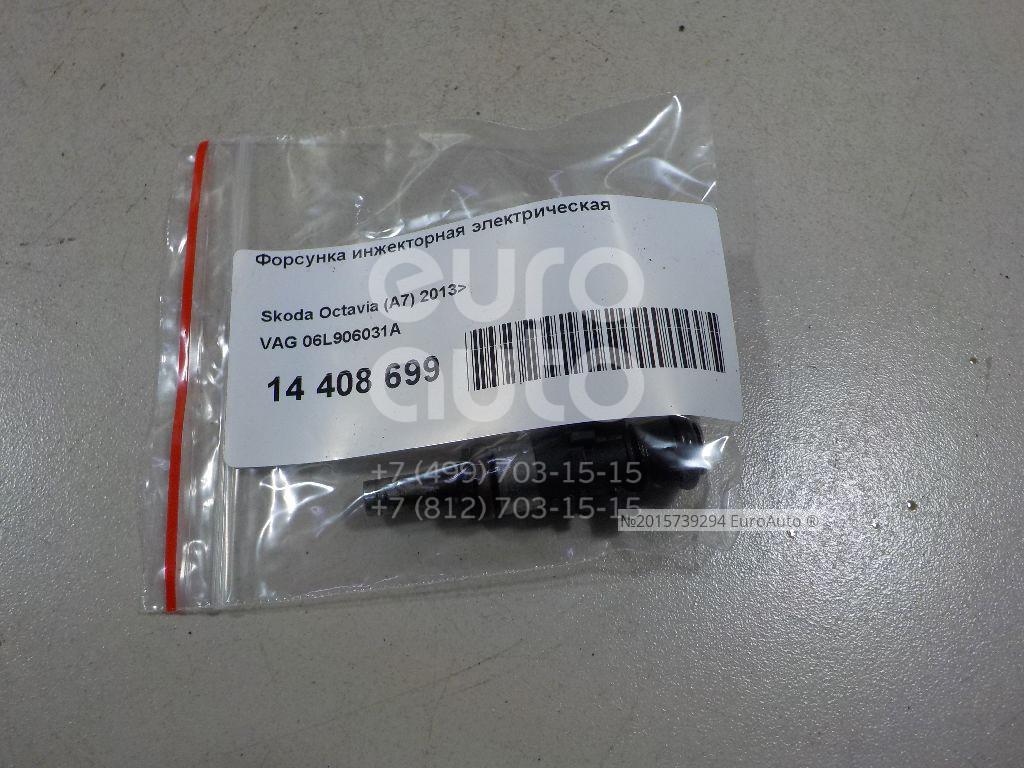 Форсунка инжекторная электрическая
Skoda Octavia (A7) 2013>
VAG 06L906031A
14 408 699
euro
auto
+7 (499) 703-15-15
+7 (812) 703-15-15
№2015739294 EuroAuto ®